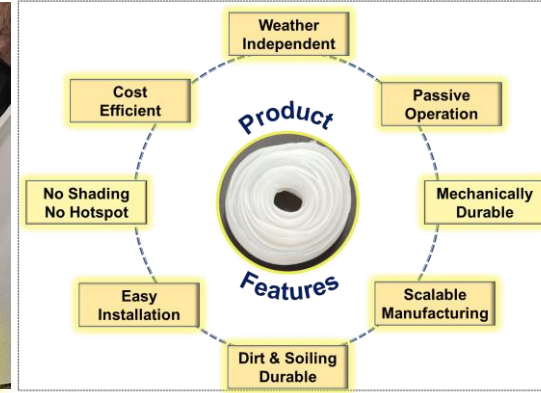 Weather
Independent
Cost
Efficient
Passive
Operation
Product
No Shading
No Hotspot
Mechanically
Durable
Features
Easy
Installation
Scalable
Manufacturing
Dirt & Soiling
Durable